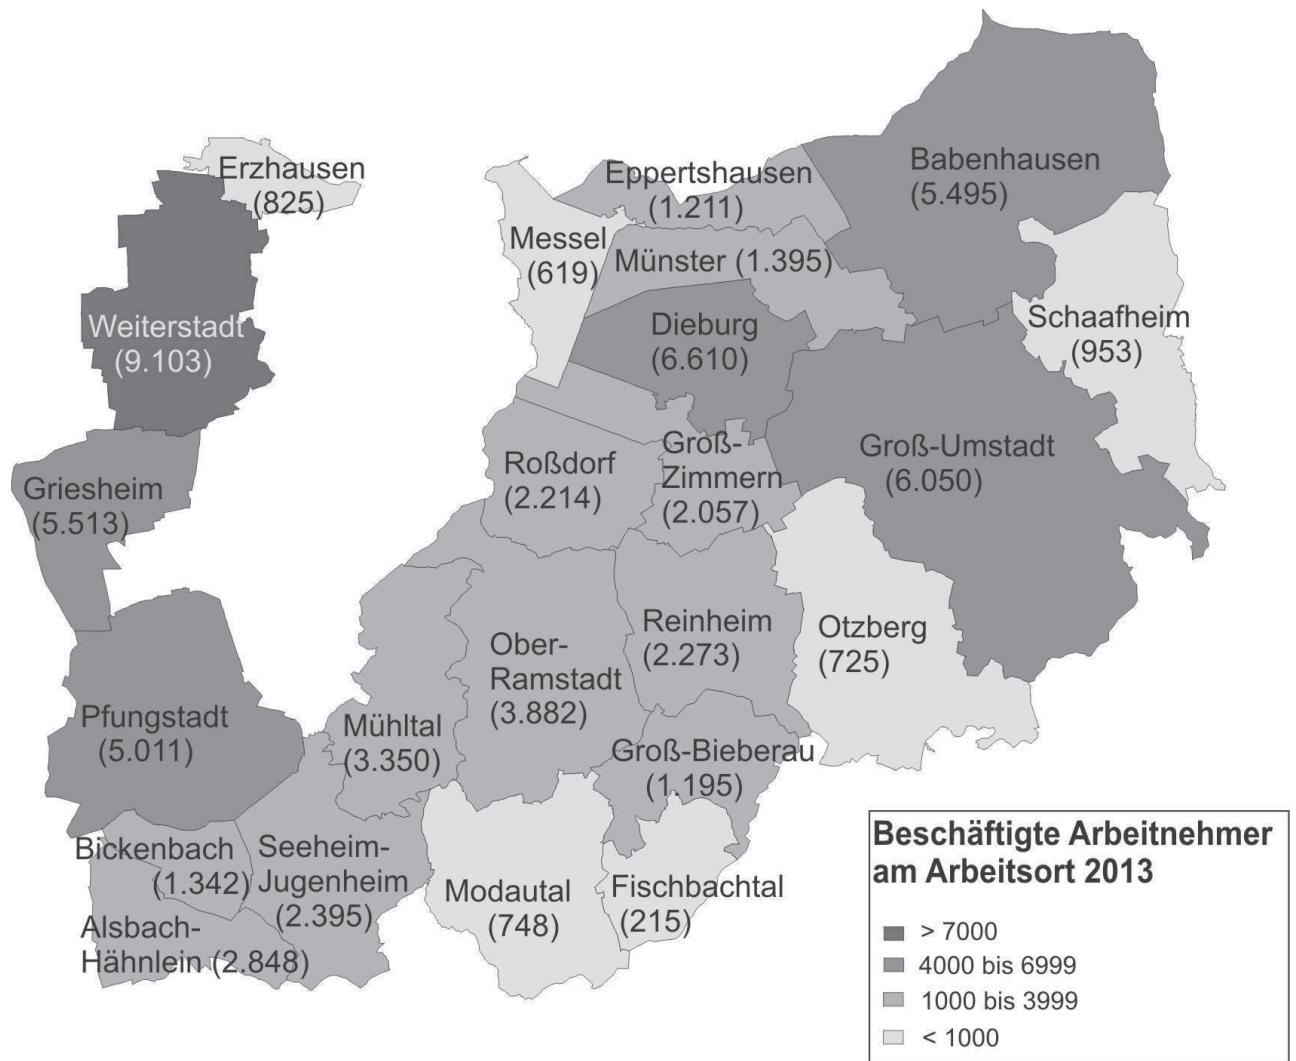 Erzhausen
(825)
Eppertshausen
(1.211)
Babenhausen
(5.495)
Messel
(619)
Münster (1.395)
Weiterstadt
(9.103)
Dieburg
(6.610)
Schaafheim
(953)
Griesheim
(5.513)
Roßdorf
(2.214)
Groß-
Zimmern
(2.057)
Groß-Umstadt
(6.050)
Ober-
Ramstadt
(3.882)
Reinheim
(2.273)
Otzberg
(725)
Pfungstadt
(5.011)
Mühltal
(3.350)
Groß-Bieberau
(1.195)
Bickenbach
(1.342)
Seeheim-
Jugenheim
(2.395)
Modautal
(748)
Fischbachtal
(215)
Alsbach-
Hähnlein (2.848)
Beschäftigte Arbeitnehmer
am Arbeitsort 2013
> 7000
4000 bis 6999
1000 bis 3999
< 1000